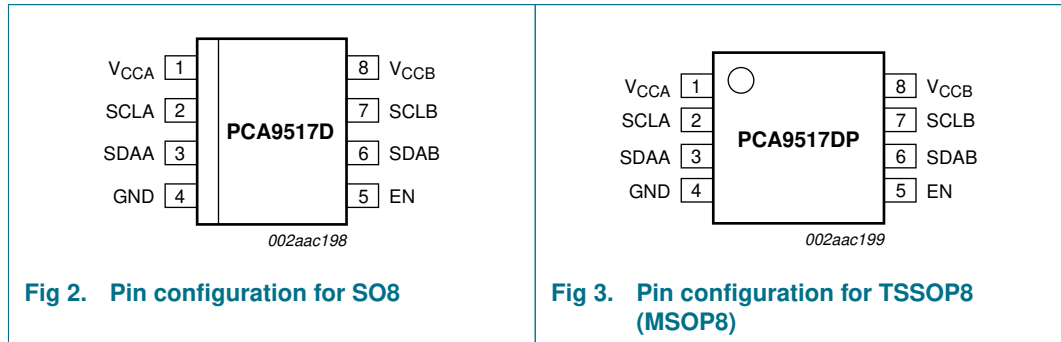 VCCA 1 8 VCCB
SCLA 2 7 SCLB
PCA9517D
SDAA 3 6 SDAB
GND 4 5 EN
002aac198
Fig 2. Pin configuration for SO8
VCCA 1 8 VCCB
SCLA 2 7 SCLB
PCA9517DP
SDAA 3 6 SDAB
GND 4 5 EN
002aac199
Fig 3. Pin configuration for TSSOP8
(MSOP8)